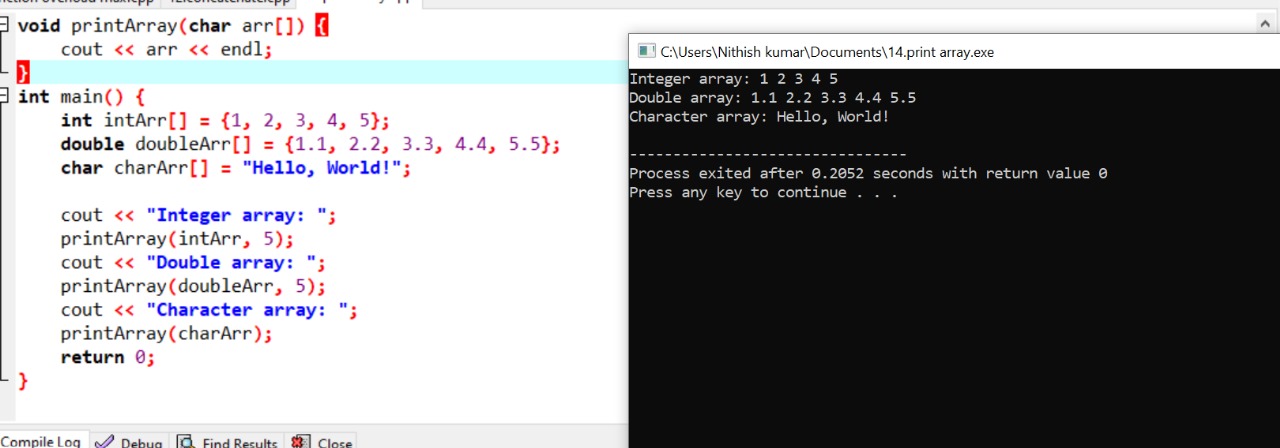 void printArray(char arr[]) {
    cout << arr << endl;
}
int main() {
    int intArr[] = {1, 2, 3, 4, 5};
    double doubleArr[] = {1.1, 2.2, 3.3, 4.4, 5.5};
    char charArr[] = "Hello, World!";
    cout << "Integer array: ";
    printArray(intArr, 5);
    cout << "Double array: ";
    printArray(doubleArr, 5);
    cout << "Character array: ";
    printArray(charArr);
    return 0;
}
Compile Log Debug Find Results Close
C:\Users\Nithish kumar\Documents\14.print array.exe
Integer array: 1 2 3 4 5
Double array: 1.1 2.2 3.3 4.4 5.5
Character array: Hello, World!
--------------------------------
Process exited after 0.2052 seconds with return value 0
Press any key to continue . . .